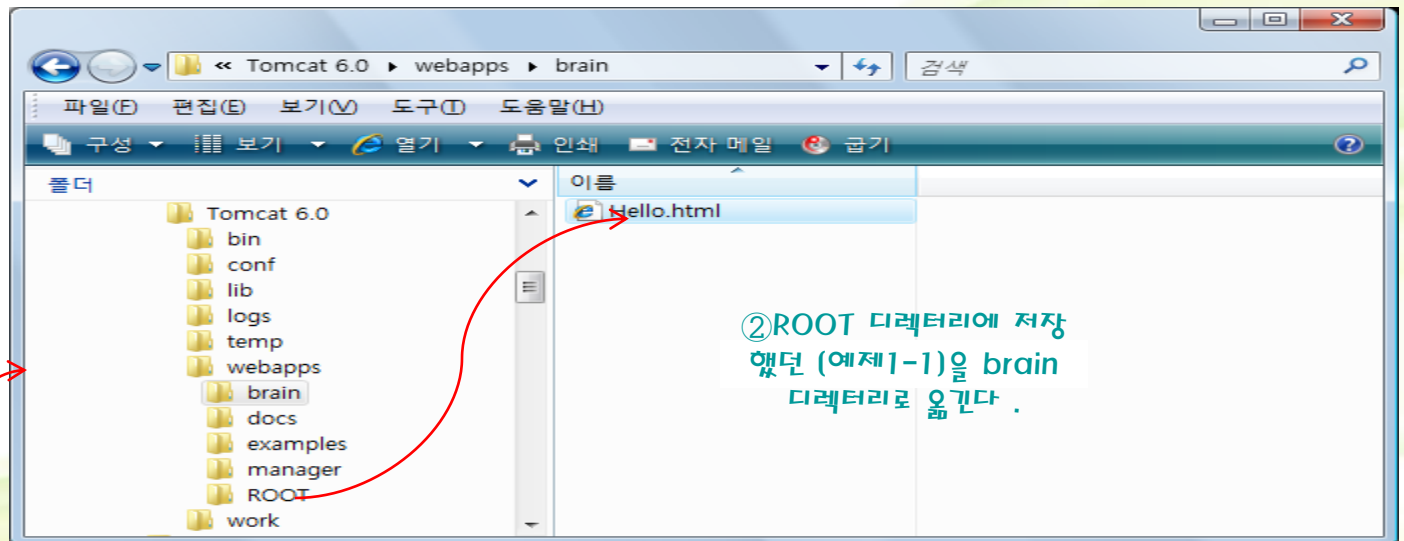 « Tomcat 6.0 ▸ webapps ▸ brain
검색
파일(F) 편집(E) 보기(V) 도구(T) 도움말(H)
구성 보기 열기 인쇄 전자 메일 굽기
폴더
이름
Tomcat 6.0
bin
conf
lib
logs
temp
webapps
brain
docs
examples
manager
ROOT
work
Hello.html
②ROOT 디렉터리에 저장
했던 (예제1-1)을 brain
디렉터리로 옮긴다 .